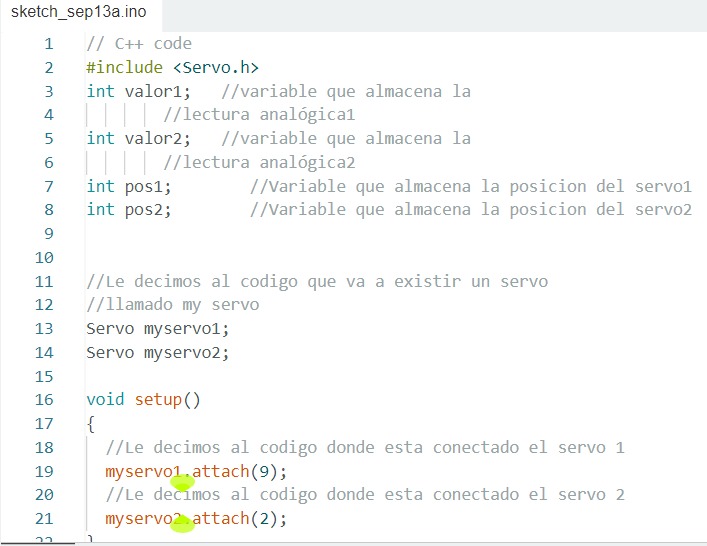 sketch_sep13a.ino
1 // C++ code
2 #include <Servo.h>
3 int valor1; //variable que almacena la
4 //lectura analógica1
5 int valor2; //variable que almacena la
6 //lectura analógica2
7 int pos1; //Variable que almacena la posicion del servo1
8 int pos2; //Variable que almacena la posicion del servo2
9
10
11 //Le decimos al codigo que va a existir un servo
12 //llamado my servo
13 Servo myservo1;
14 Servo myservo2;
15
16 void setup()
17 {
18 //Le decimos al codigo donde esta conectado el servo 1
19 myservo1.attach(9);
20 //Le decimos al codigo donde esta conectado el servo 2
21 myservo2.attach(2);
22 }